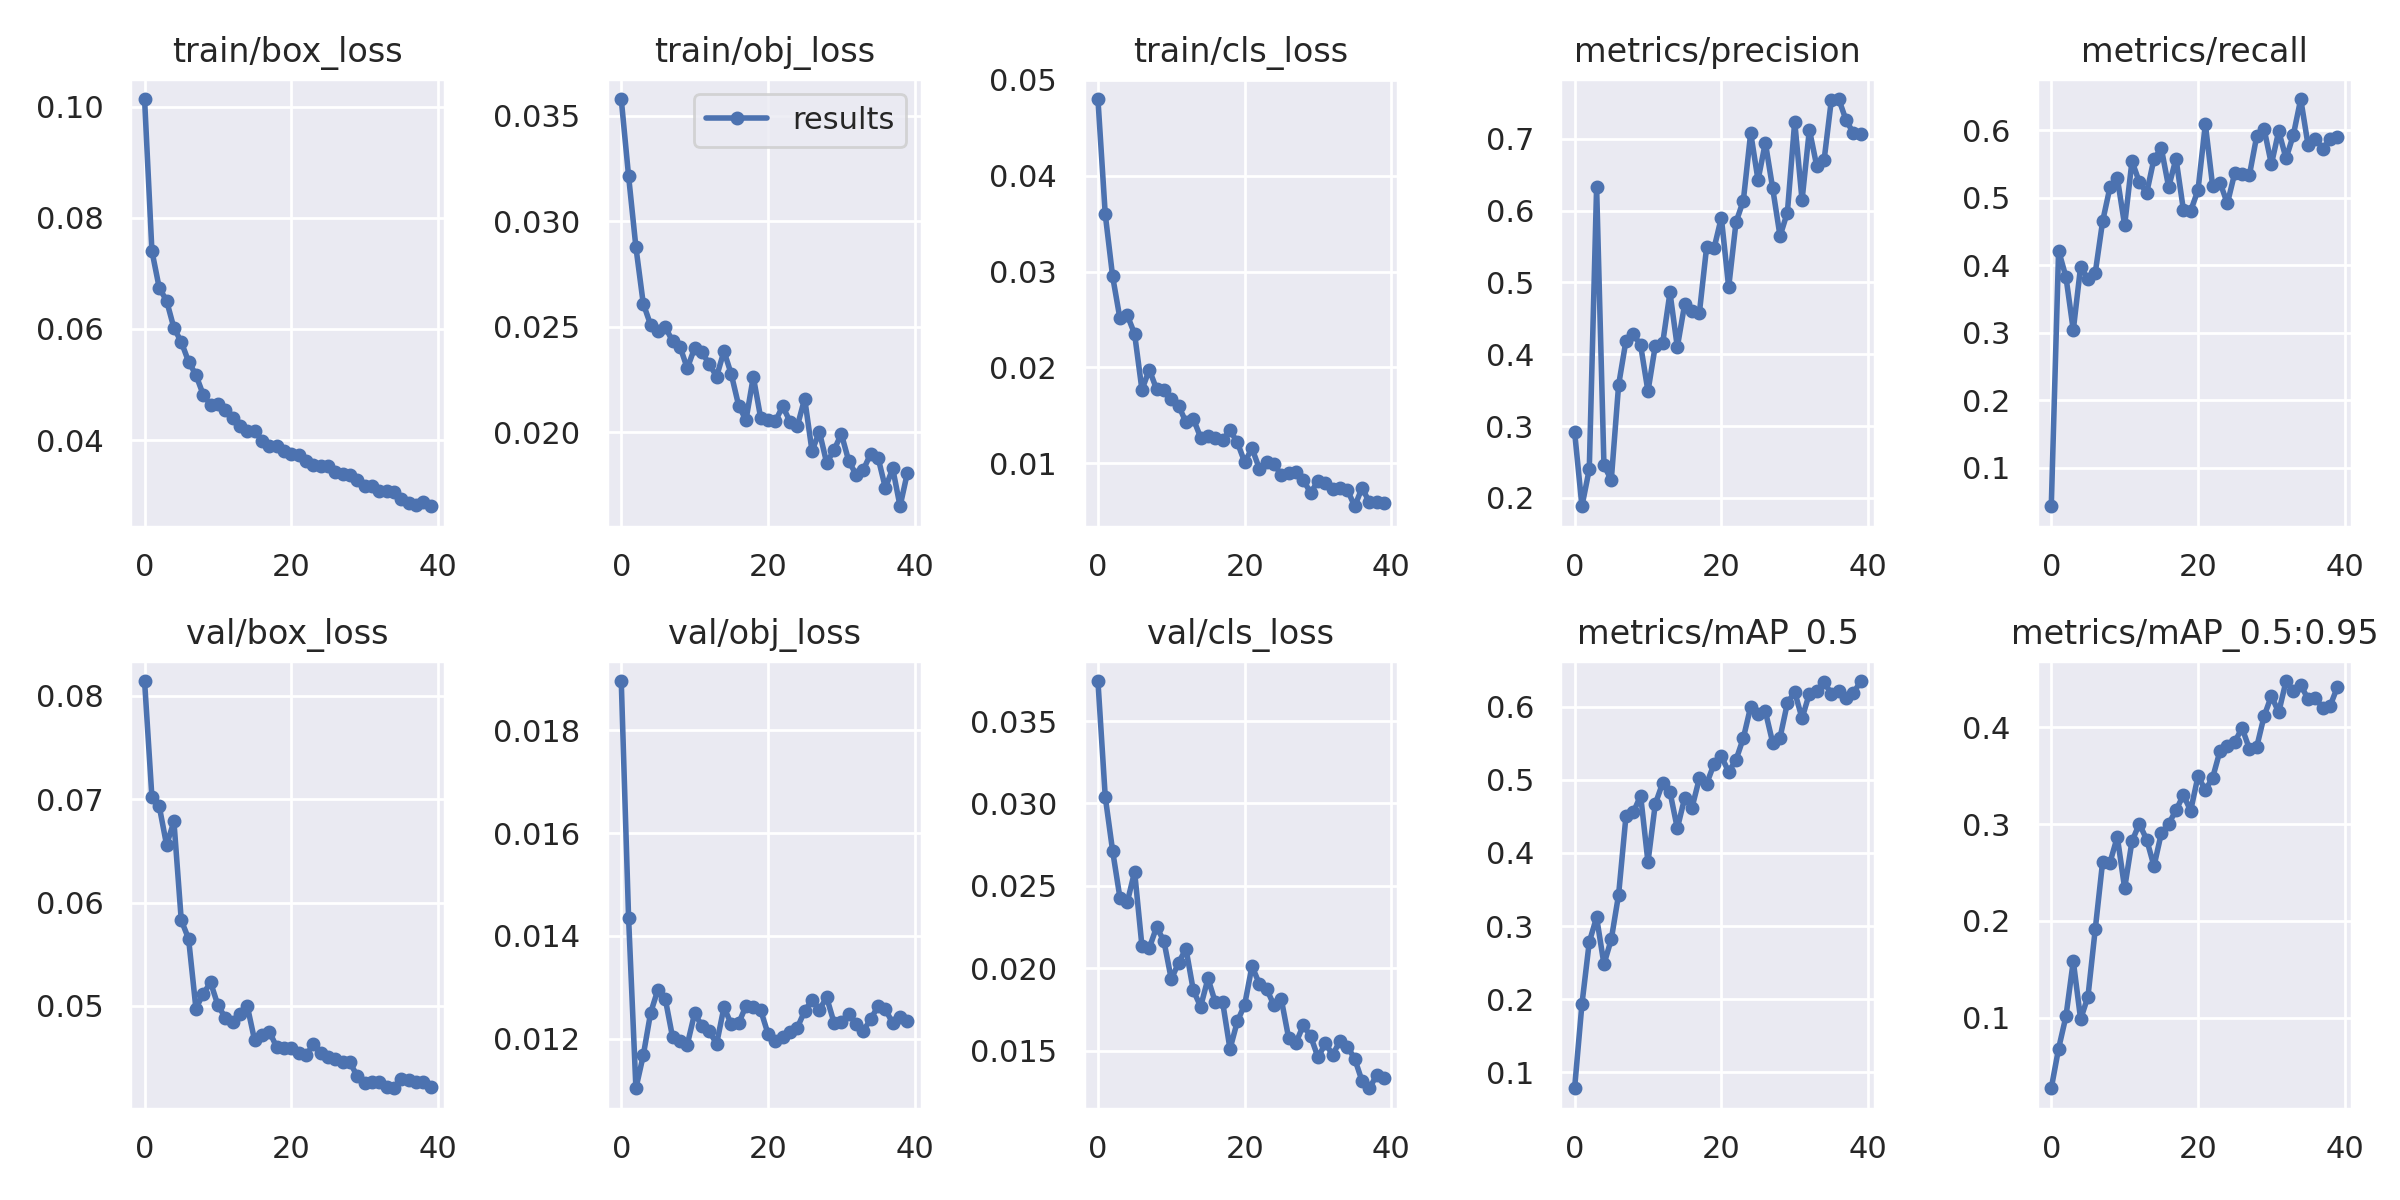 train/box_loss
0.10
0.08
0.06
0.04
0 20 40
train/obj_loss
results
0.035
0.030
0.025
0.020
0 20 40
train/cls_loss
0.05
0.04
0.03
0.02
0.01
0 20 40
metrics/precision
0.7
0.6
0.5
0.4
0.3
0.2
0 20 40
metrics/recall
0.6
0.5
0.4
0.3
0.2
0.1
0 20 40
val/box_loss
0.08
0.07
0.06
0.05
0 20 40
val/obj_loss
0.018
0.016
0.014
0.012
0 20 40
val/cls_loss
0.035
0.030
0.025
0.020
0.015
0 20 40
metrics/mAP_0.5
0.6
0.5
0.4
0.3
0.2
0.1
0 20 40
metrics/mAP_0.5:0.95
0.4
0.3
0.2
0.1
0 20 40